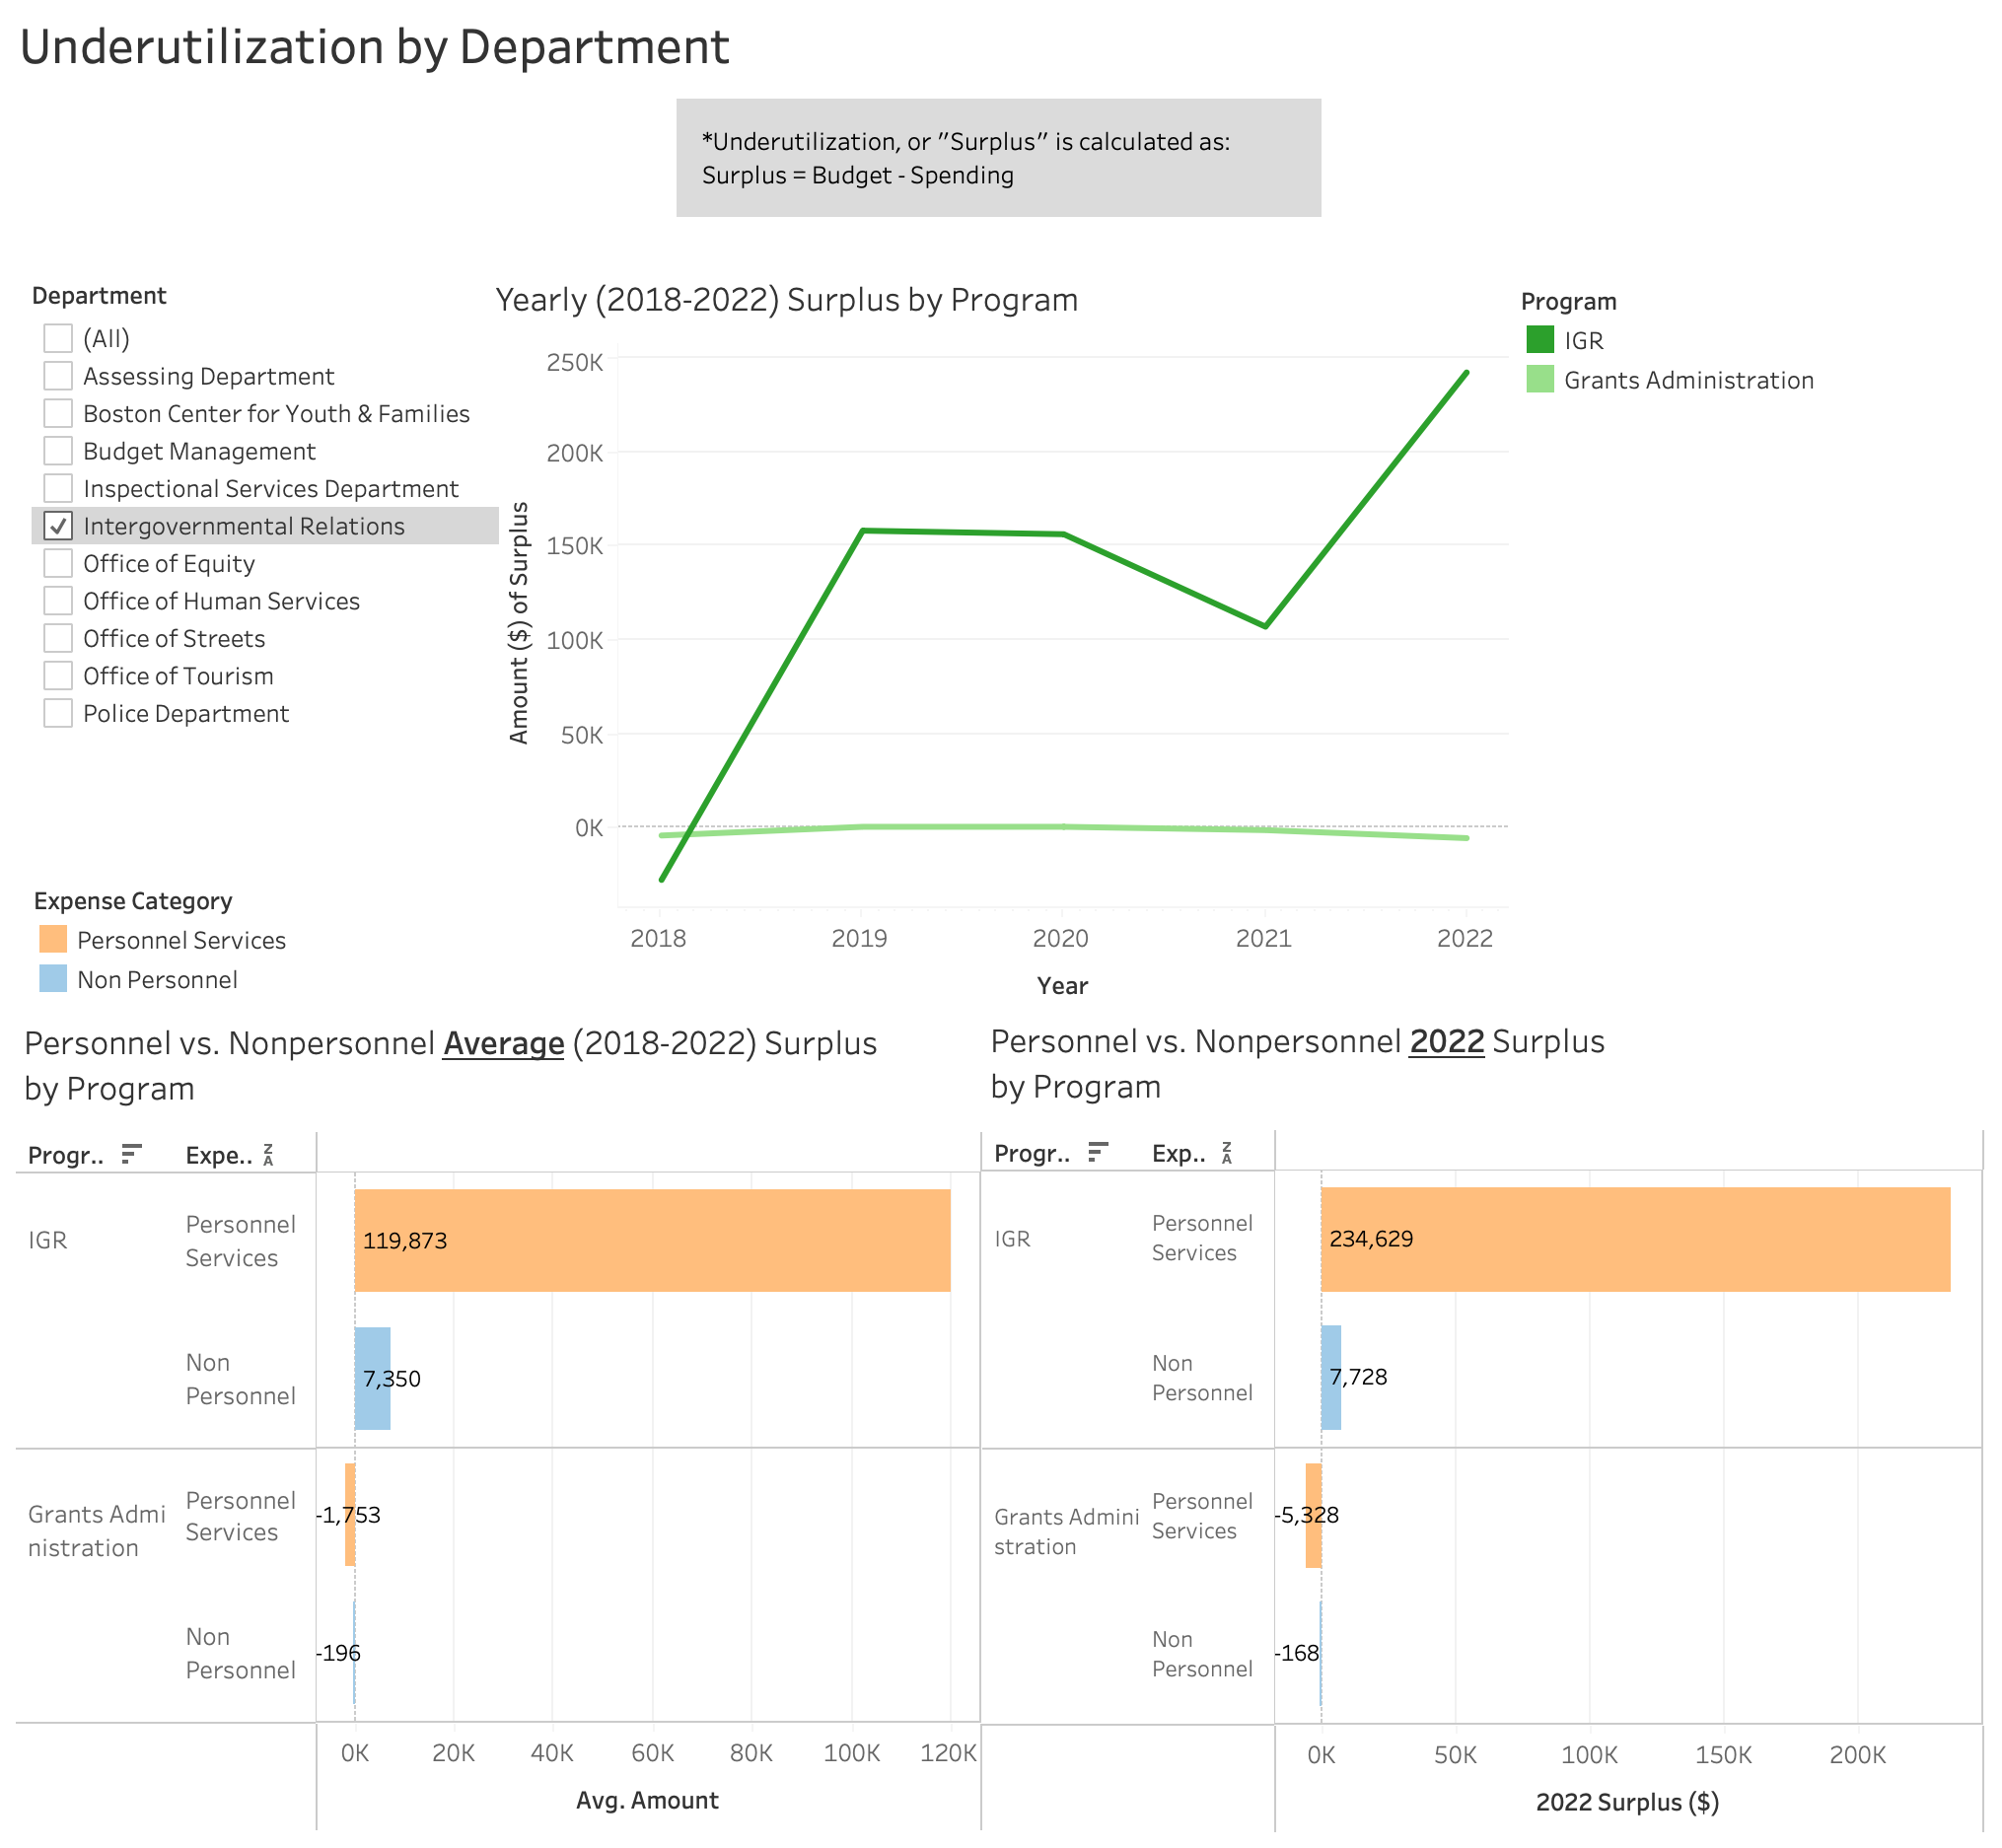 Underutilization by Department
*Underutilization, or "Surplus" is calculated as:
Surplus = Budget - Spending
Department
(All)
Assessing Department
Boston Center for Youth & Families
Budget Management
Inspectional Services Department
Intergovernmental Relations
Office of Equity
Office of Human Services
Office of Streets
Office of Tourism
Police Department
Yearly (2018-2022) Surplus by Program
Amount ($) of Surplus
250K
200K
150K
100K
50K
0K
2018 2019 2020 2021 2022
Year
Program
IGR
Grants Administration
Expense Category
Personnel Services
Non Personnel
Personnel vs. Nonpersonnel Average (2018-2022) Surplus
by Program
Progr.. Expe.. Z
A
IGR
Personnel
Services
119,873
Non
Personnel
7,350
Grants Admi
nistration
Personnel
Services
-1,753
Non
Personnel
-196
0K 20K 40K 60K 80K 100K 120K
Avg. Amount
Personnel vs. Nonpersonnel 2022 Surplus
by Program
Progr.. Exp.. Z
A
IGR
Personnel
Services
234,629
Non
Personnel
7,728
Grants Admini
stration
Personnel
Services
-5,328
Non
Personnel
-168
0K 50K 100K 150K 200K
2022 Surplus ($)